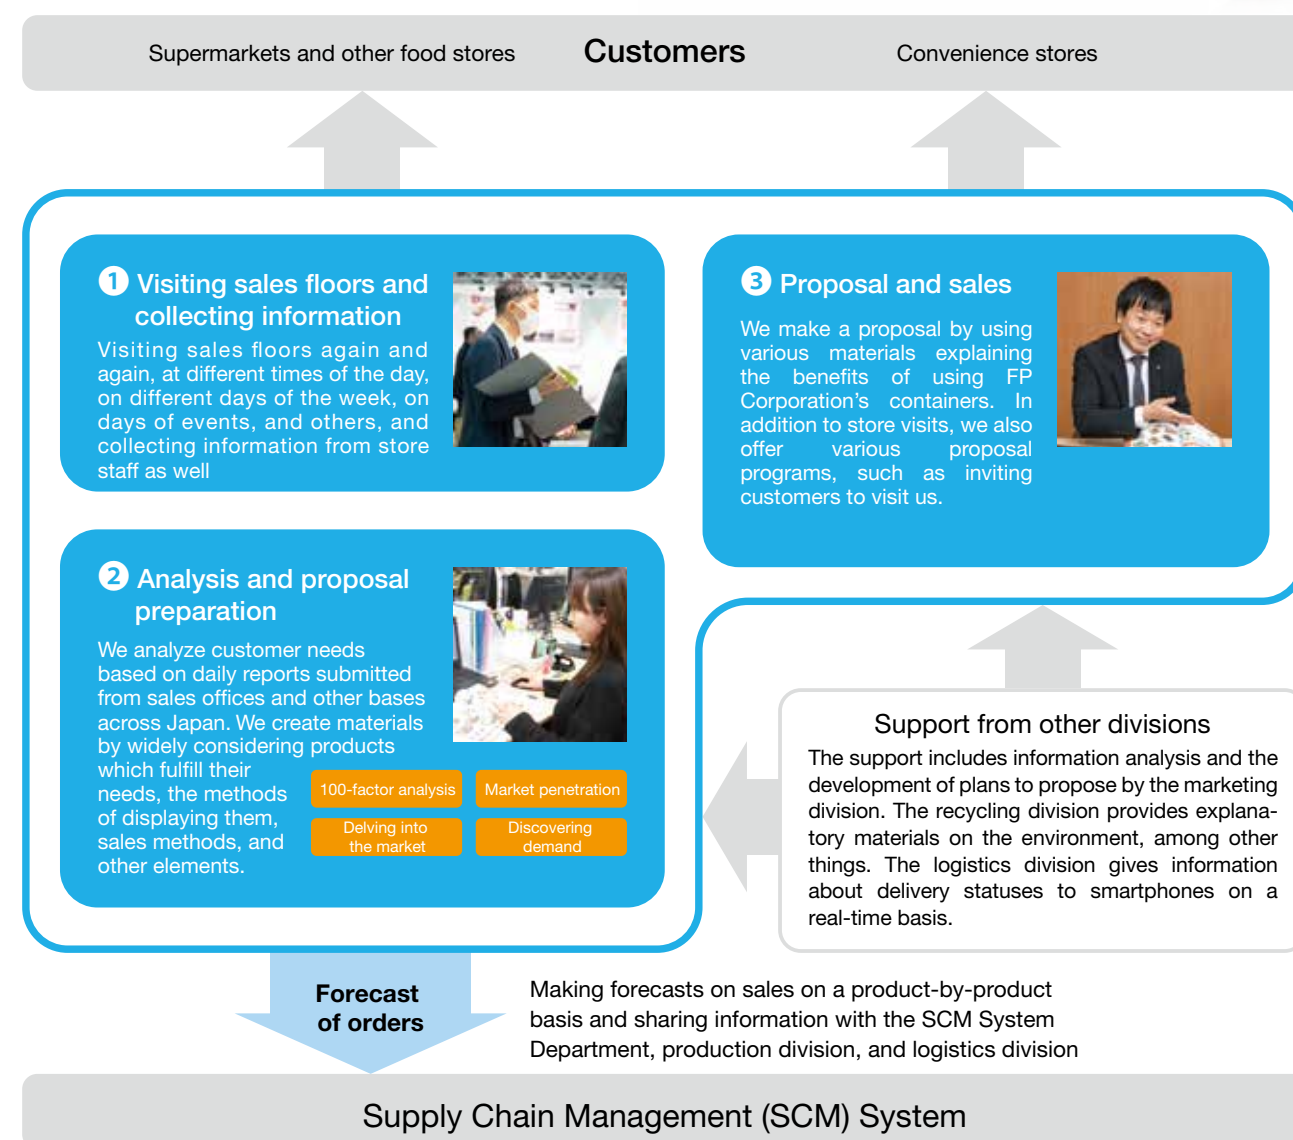 Supermarkets and other food stores
Customers
Convenience stores
1 Visiting sales floors and
collecting information
Visiting sales floors again and
again, at different times of the day,
on different days of the week, on
days of events, and others, and
collecting information from store
staff as well
2 Analysis and proposal
preparation
We analyze customer needs
based on daily reports submitted
from sales offices and other bases
across Japan. We create materials
by widely considering products
which fulfill their
needs, the methods
of displaying them,
sales methods, and
other elements.
100-factor analysis
Market penetration
Delving into
the market
Discovering
demand
3 Proposal and sales
We make a proposal by using
various materials explaining
the benefits of using FP
Corporation's containers. In
addition to store visits, we also
offer various proposal
programs, such as inviting
customers to visit us.
Support from other divisions
The support includes information analysis and the
development of plans to propose by the marketing
division. The recycling division provides explana-
tory materials on the environment, among other
things. The logistics division gives information
about delivery statuses to smartphones on a
real-time basis.
Forecast
of orders
Making forecasts on sales on a product-by-product
basis and sharing information with the SCM System
Department, production division, and logistics division
Supply Chain Management (SCM) System